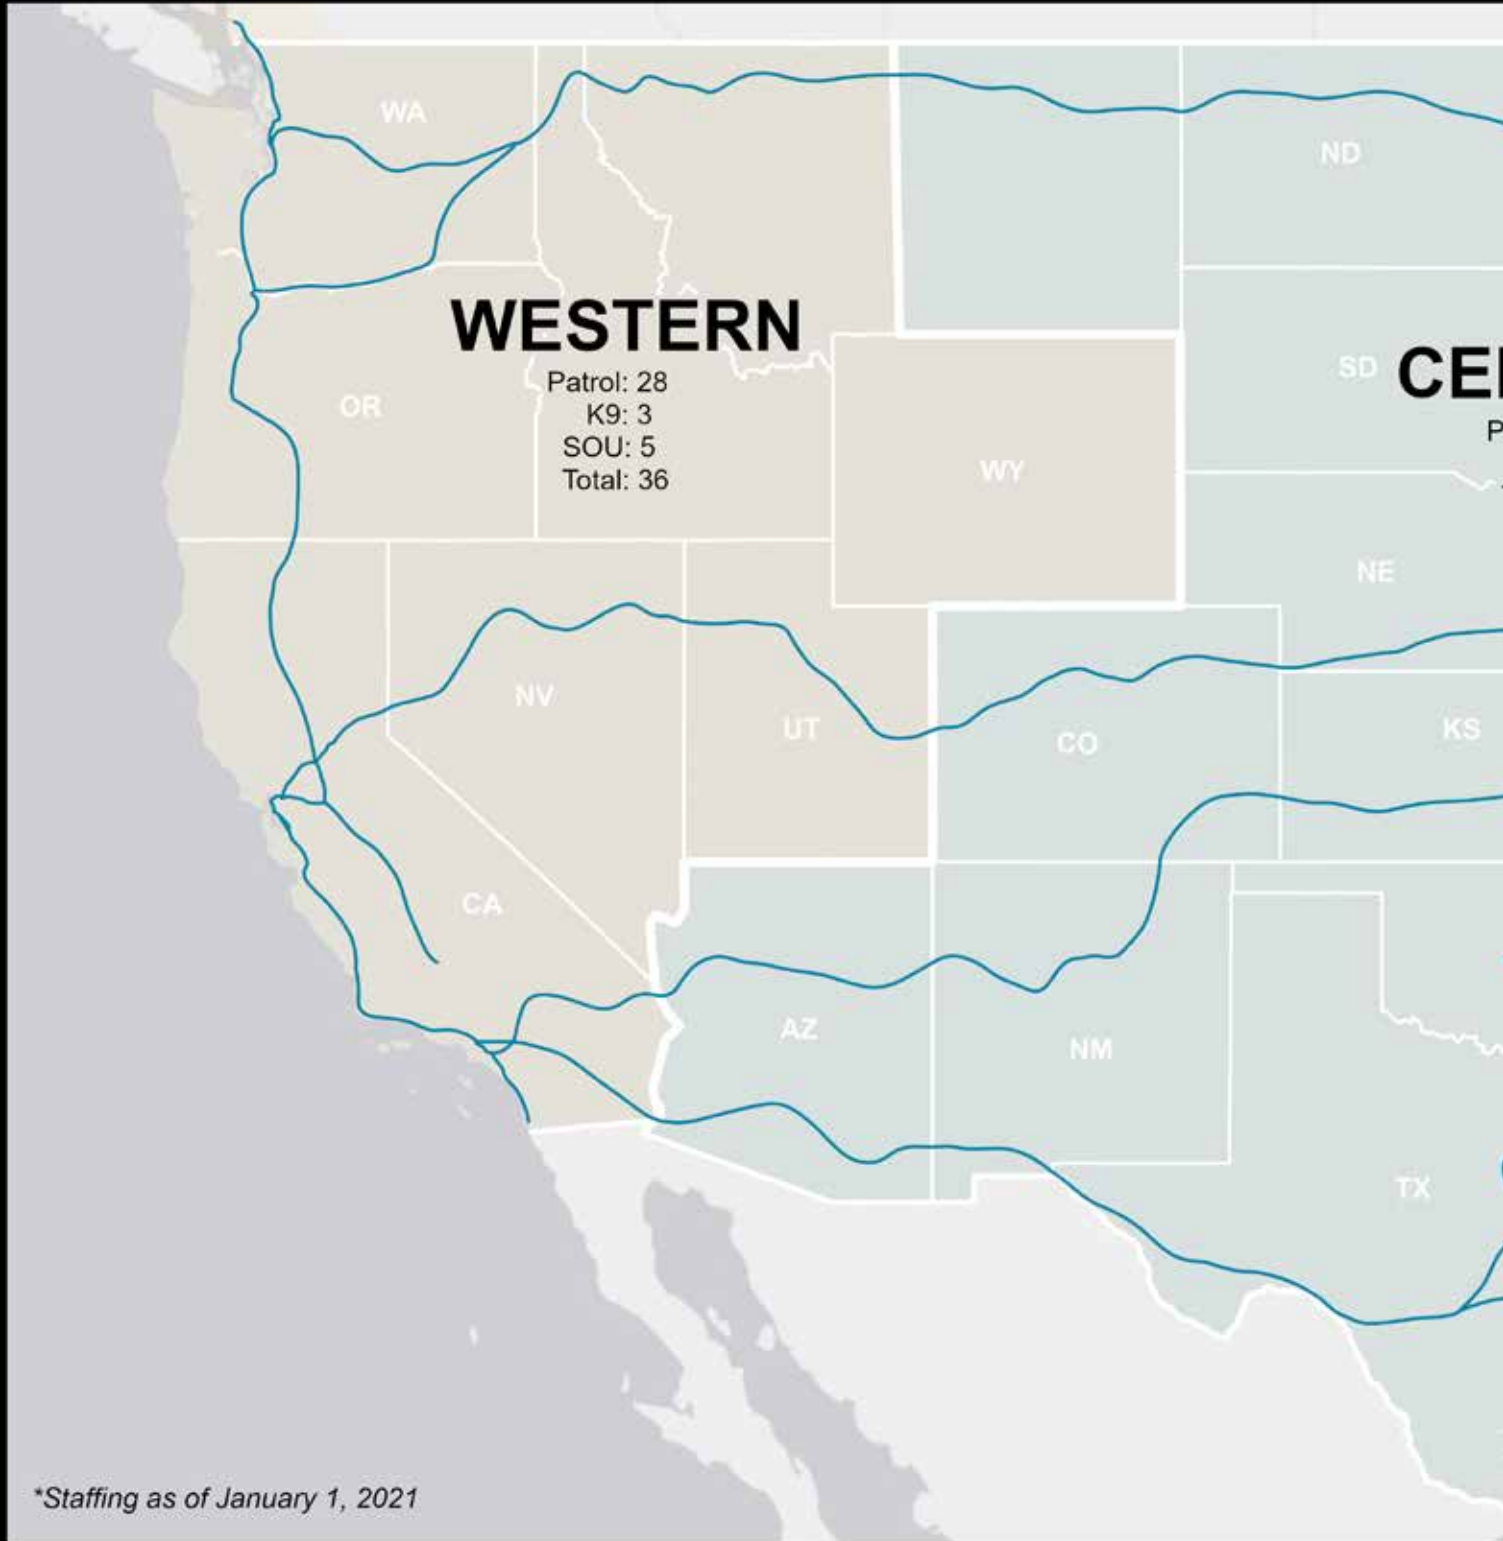 WA
ND
WESTERN
Patrol: 28
K9: 3
SOU: 5
Total: 36
OR
SD
CE
P
WY
NE
NV
UT
CO
KS
CA
AZ
NM
TX
*Staffing as of January 1, 2021